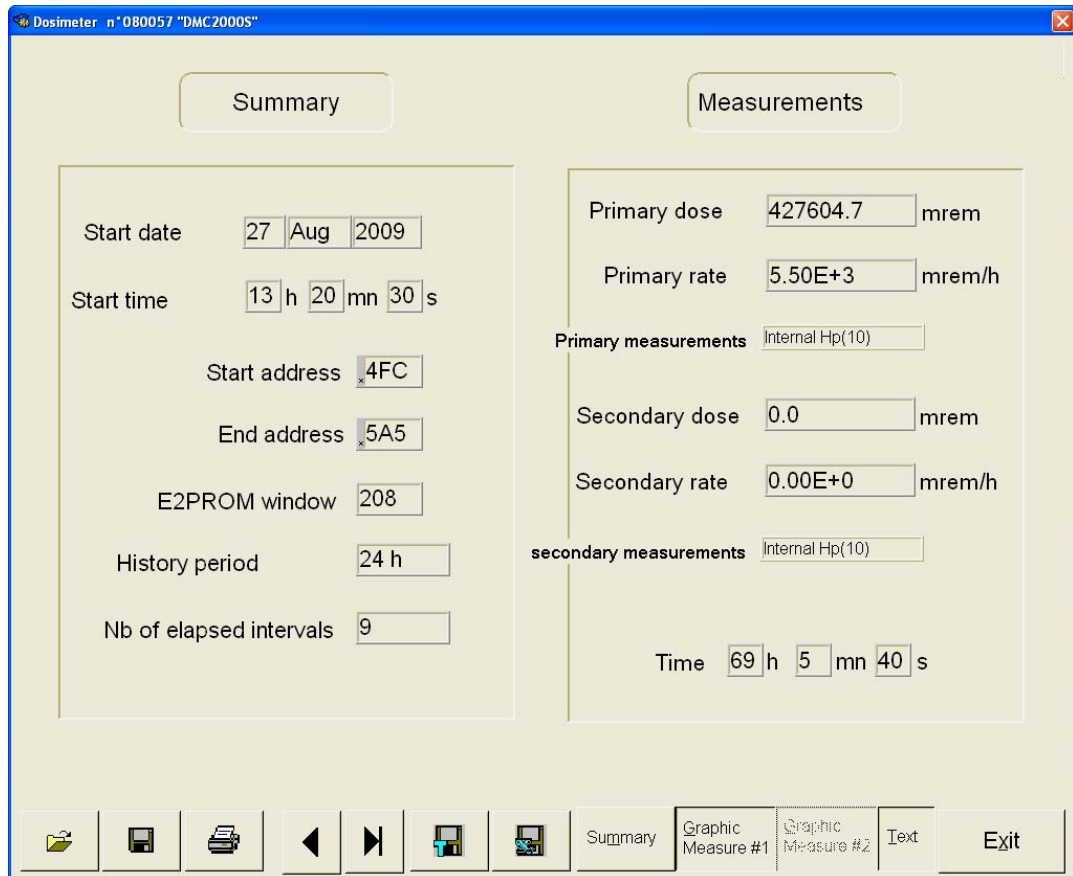 Dosimeter n°080057 "DMC2000S"
Summary
Start date 27 Aug 2009
Start time 13 h 20 mn 30 s
Start address x 4FC
End address x 5A5
E2PROM window 208
History period 24 h
Nb of elapsed intervals 9
Measurements
Primary dose 427604.7 mrem
Primary rate 5.50E+3 mrem/h
Primary measurements Internal Hp(10)
Secondary dose 0.0 mrem
Secondary rate 0.00E+0 mrem/h
secondary measurements Internal Hp(10)
Time 69 h 5 mn 40 s
Summary
Graphic
Measure #1
Graphic
Measure #2
Text
Exit